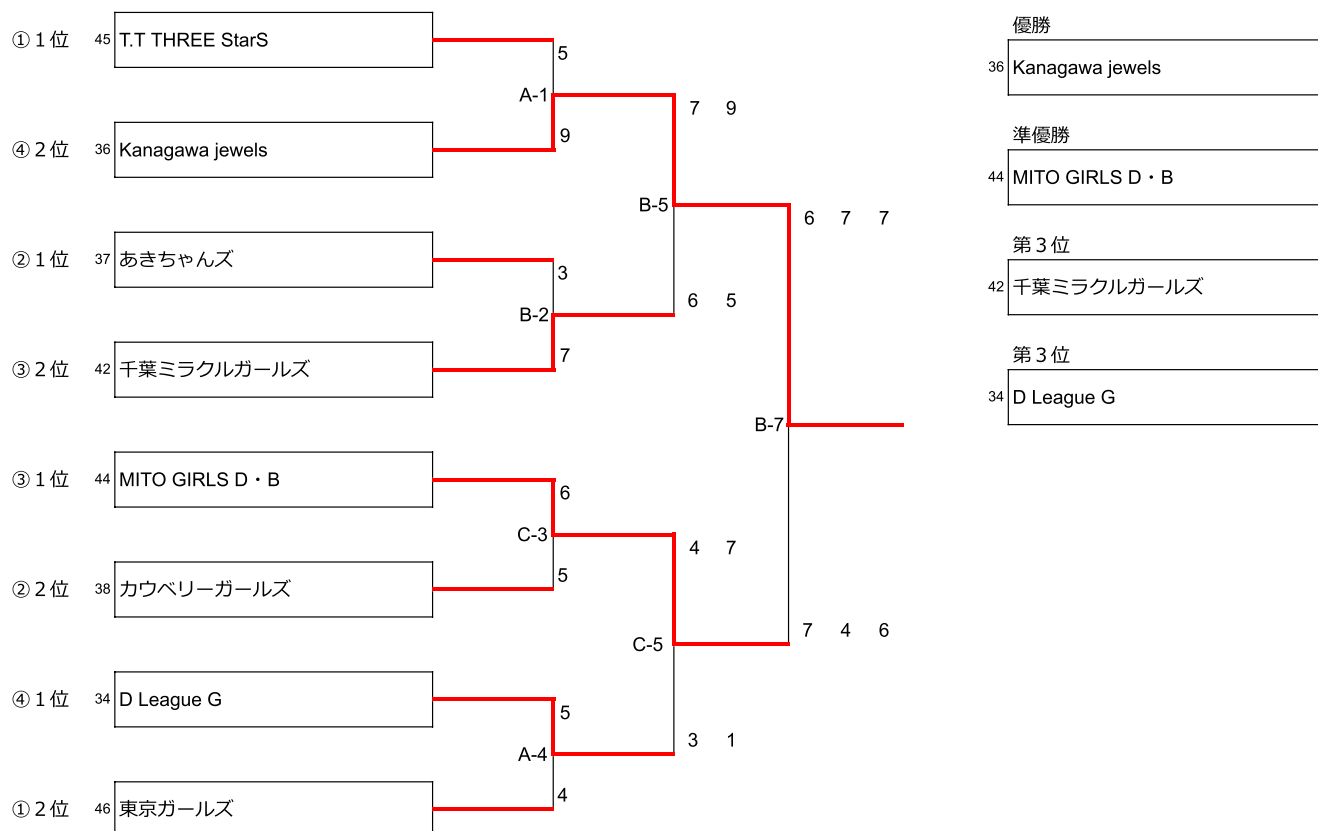 優勝
①１位 45 T.T THREE StarS
5
36 Kanagawa jewels
A-1
7 9
準優勝
④２位 36 Kanagawa jewels
9
44 MITO GIRLS D・B
B-5
6 7 7
第３位
②１位 37 あきちゃんズ
3
42 千葉ミラクルガールズ
B-2
6 5
第３位
③２位 42 千葉ミラクルガールズ
7
34 D League G
B-7
③１位 44 MITO GIRLS D・B
6
C-3
4 7
②２位 38 カウベリーガールズ
5
C-5
7 4 6
④１位 34 D League G
5
A-4
3 1
①２位 46 東京ガールズ
4